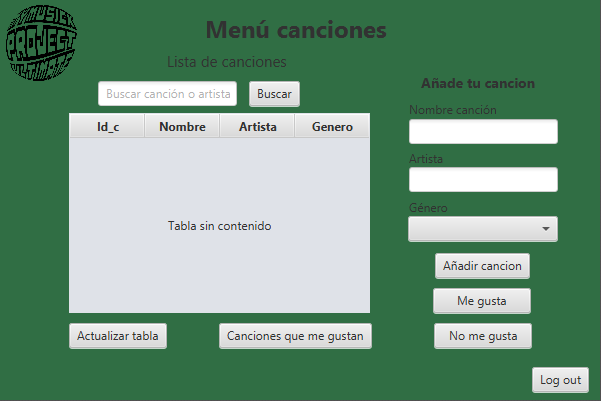 MUSIC
PROJECT
ULTIMATE
Menú canciones
Lista de canciones
Buscar canción o artista
Buscar
Id_c Nombre Artista Genero
Tabla sin contenido
Actualizar tabla
Canciones que me gustan
Añade tu cancion
Nombre canción
Artista
Género
Añadir cancion
Me gusta
No me gusta
Log out